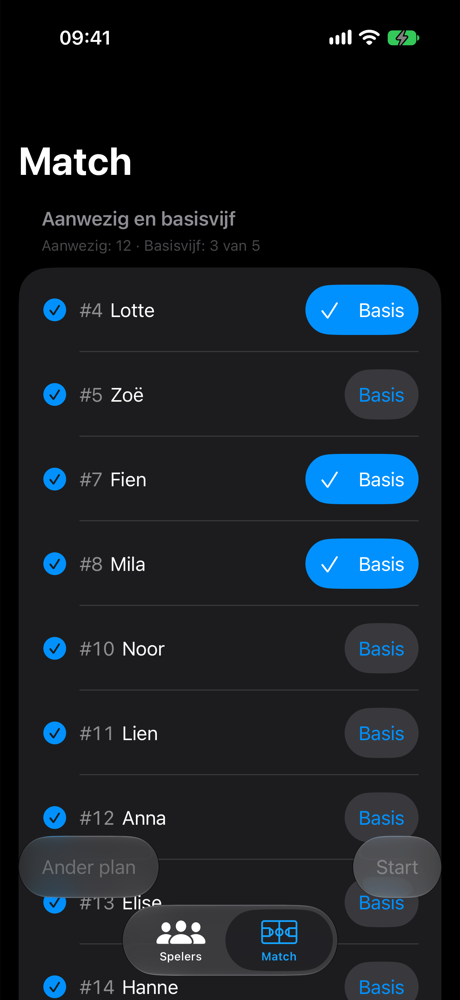 09:41
Match
Aanwezig en basisvijf
Aanwezig: 12 · Basisvijf: 3 van 5
#4 Lotte Basis
#5 Zoë Basis
#7 Fien Basis
#8 Mila Basis
#10 Noor Basis
#11 Lien Basis
#12 Anna Basis
Ander plan Start
#13 Elise Basis
Spelers Match
#14 Hanne Basis